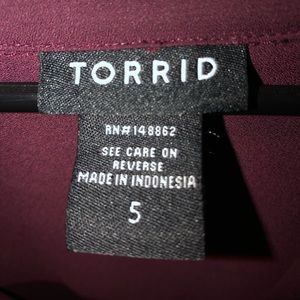 TORRID
RN#148862
SEE CARE ON
REVERSE
MADE IN INDONESIA
5